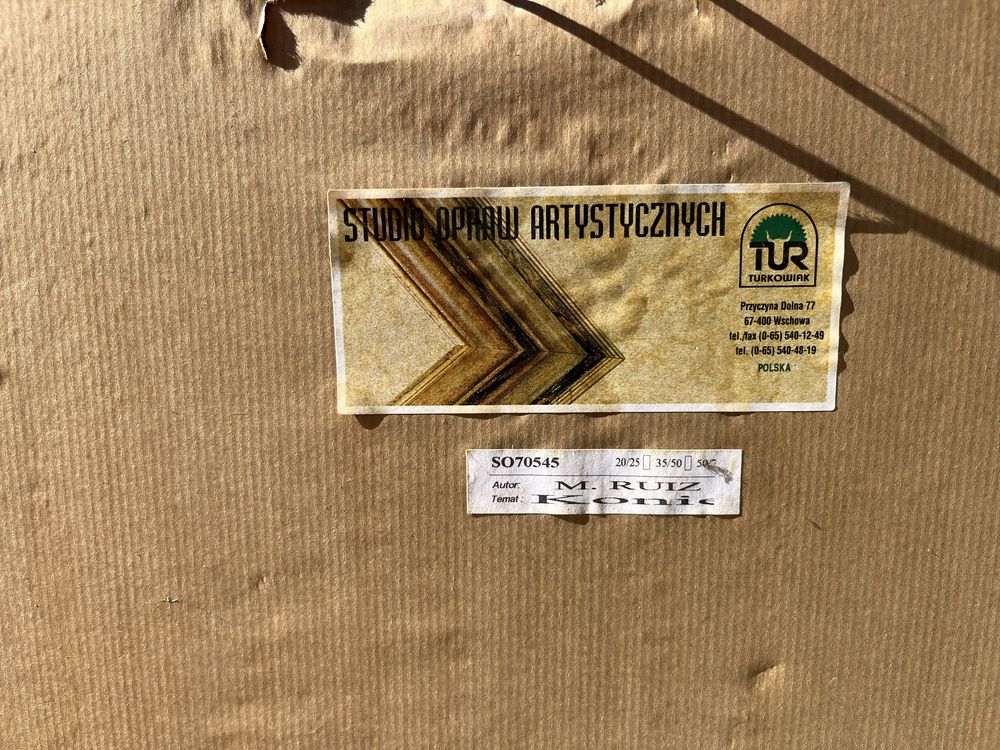 STUDIO OPRAW ARTYSTYCZNYCH
TUR
TURKOWIAK
Przyczyna Dolna 77
67-400 Wschowa
tel./fax (0-65) 540-12-49
tel. (0-65) 540-48-19
POLSKA
SO70545 20/25 35/50
Autor: M. RUIZ
Temat: